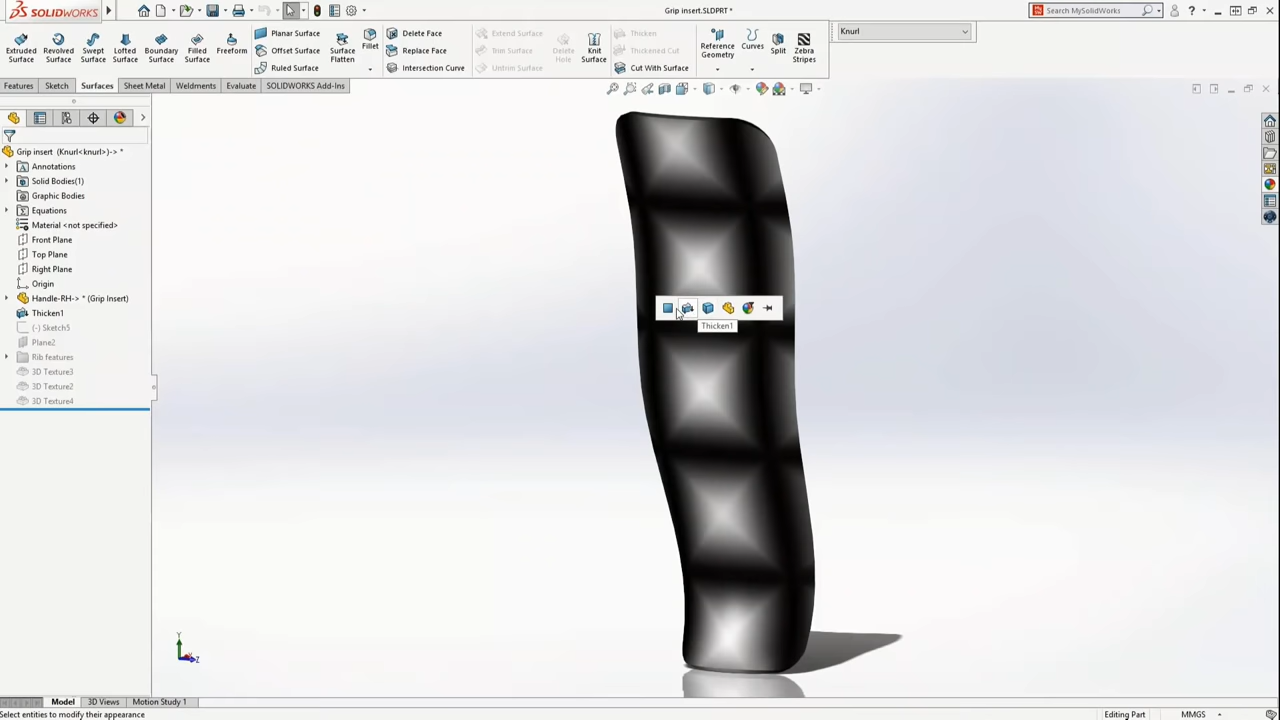 SOLIDWORKS
Grip insert.SLDPRT *
Search MySolidWorks
Extruded Surface
Revolved Surface
Swept Surface
Lofted Surface
Boundary Surface
Filled Surface
Freeform
Planar Surface
Offset Surface
Ruled Surface
Surface Flatten
Fillet
Delete Face
Replace Face
Intersection Curve
Extend Surface
Trim Surface
Untrim Surface
Delete Hole
Knit Surface
Thicken
Thickened Cut
Cut With Surface
Reference Geometry
Curves
Split
Zebra Stripes
Knurl
Features
Sketch
Surfaces
Sheet Metal
Weldments
Evaluate
SOLIDWORKS Add-Ins
Grip insert (Knurl<knurl>)-> *
Annotations
Solid Bodies(1)
Graphic Bodies
Equations
Material <not specified>
Front Plane
Top Plane
Right Plane
Origin
Handle-RH-> * (Grip Insert)
Thicken1
(-) Sketch5
Plane2
Rib features
3D Texture3
3D Texture2
3D Texture4
Thicken1
Y
Z
Model
3D Views
Motion Study 1
Select entities to modify their appearance
Editing Part
MMGS